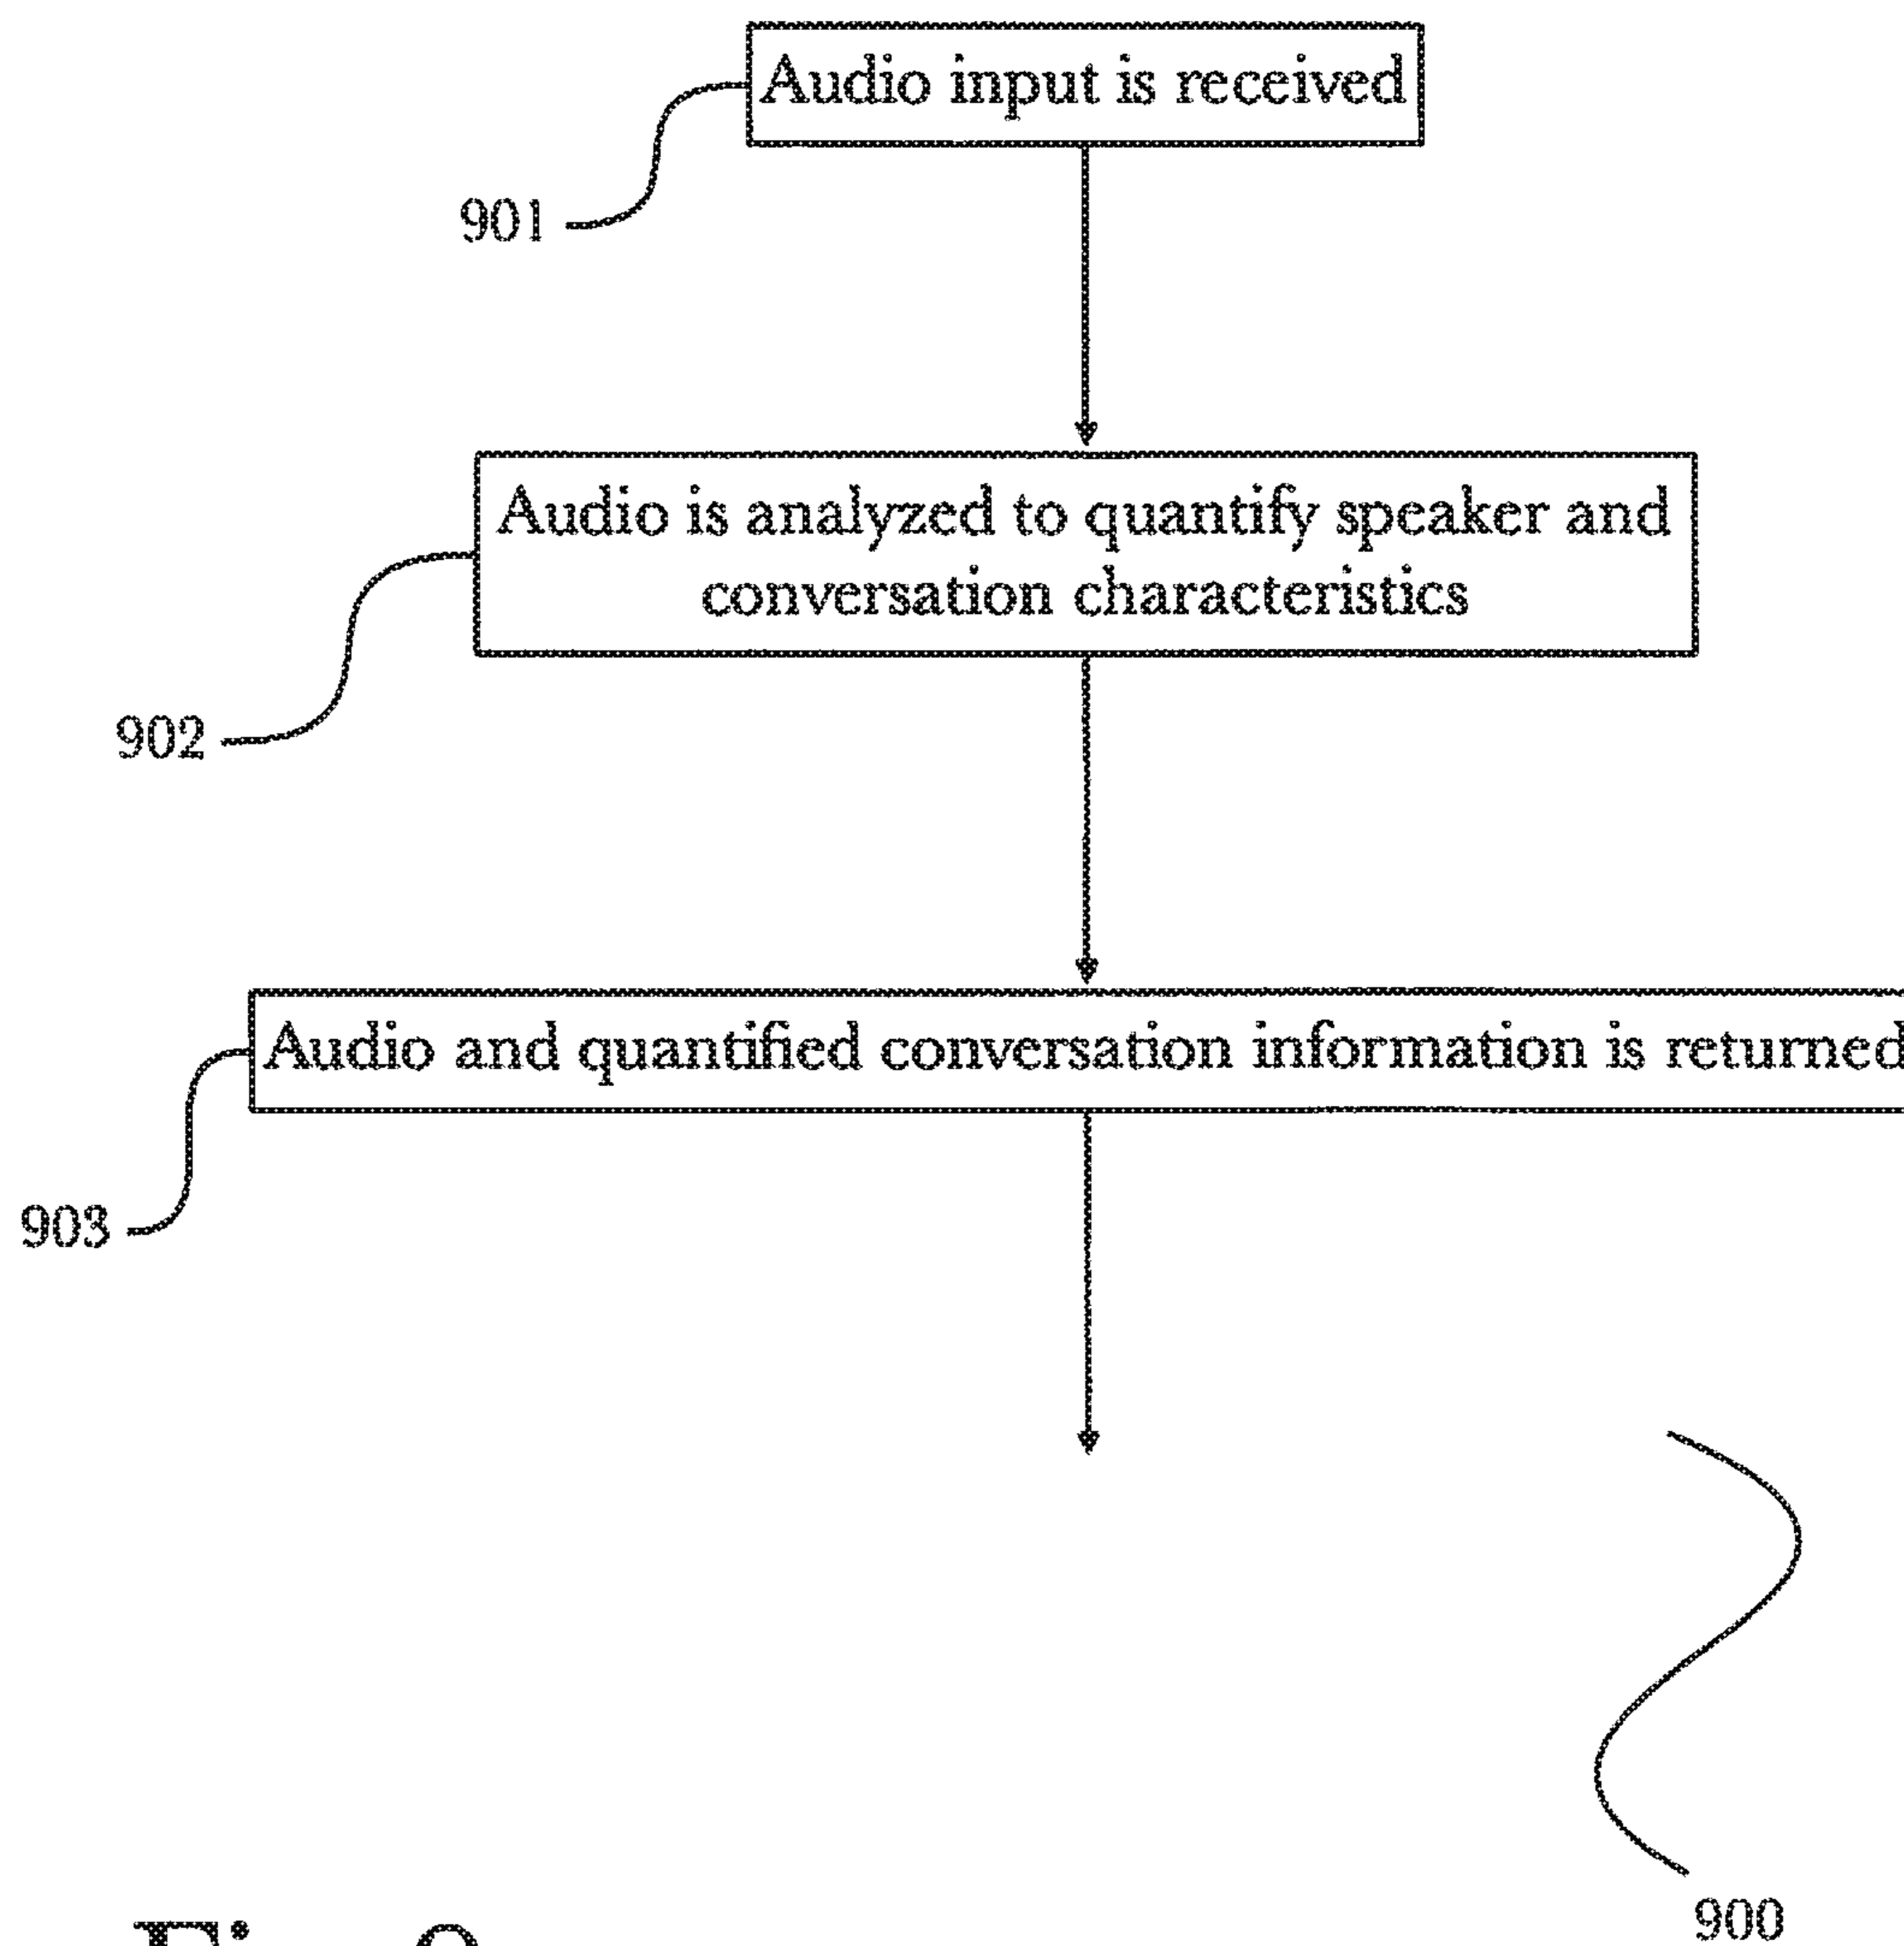 Audio input is received
901
Audio is analyzed to quantify speaker and
conversation characteristics
902
Audio and quantified conversation information is returned
903
900